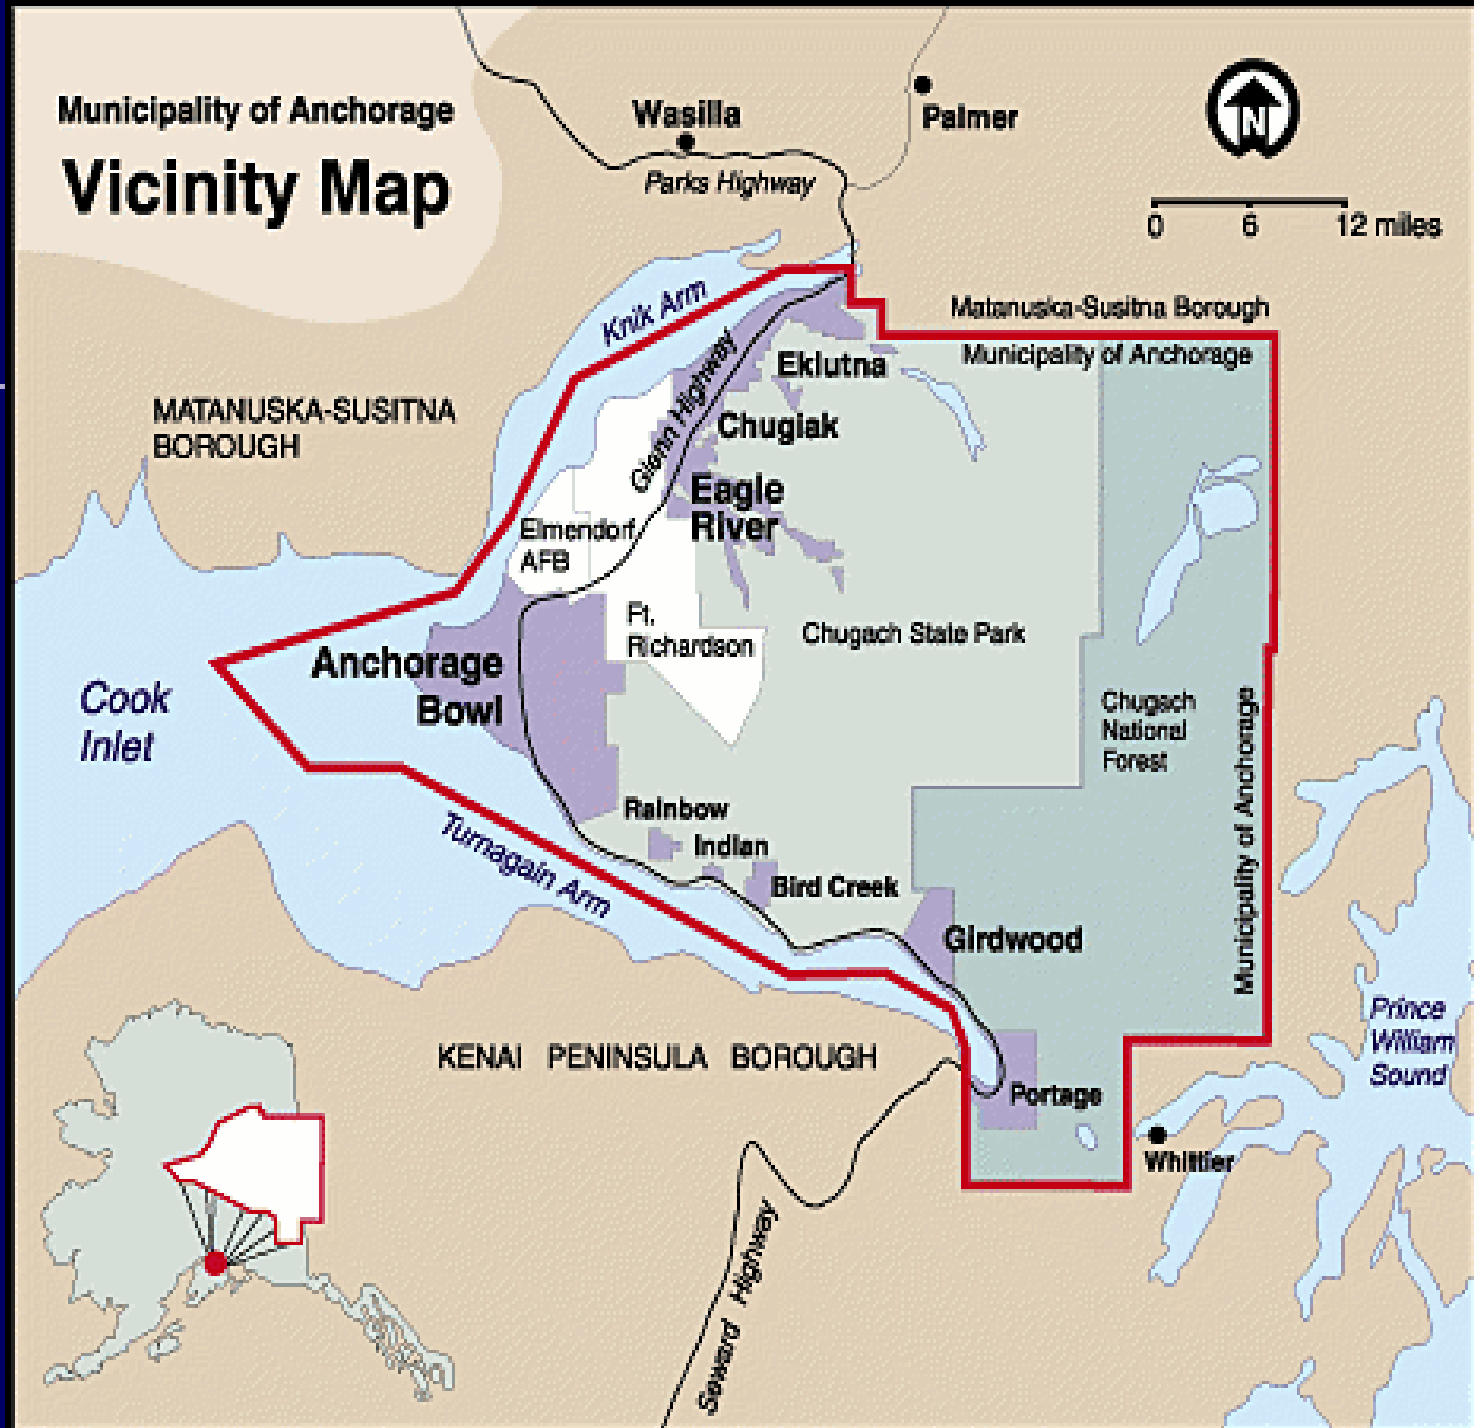 Municipality of Anchorage
Vicinity Map
Wasilla
Palmer
Parks Highway
N
0 6 12 miles
Knik Arm
Matanuska-Susitna Borough
Municipality of Anchorage
Glenn Highway
Eklutna
MATANUSKA-SUSITNA
BOROUGH
Chugiak
Eagle
River
Elmendorf
AFB
Ft.
Richardson
Chugach State Park
Anchorage
Bowl
Cook
Inlet
Chugach
National
Forest
Municipality of Anchorage
Rainbow
Turnagain Arm
Indian
Bird Creek
Girdwood
Prince
William
Sound
KENAI PENINSULA BOROUGH
Portage
Whittier
Seward Highway